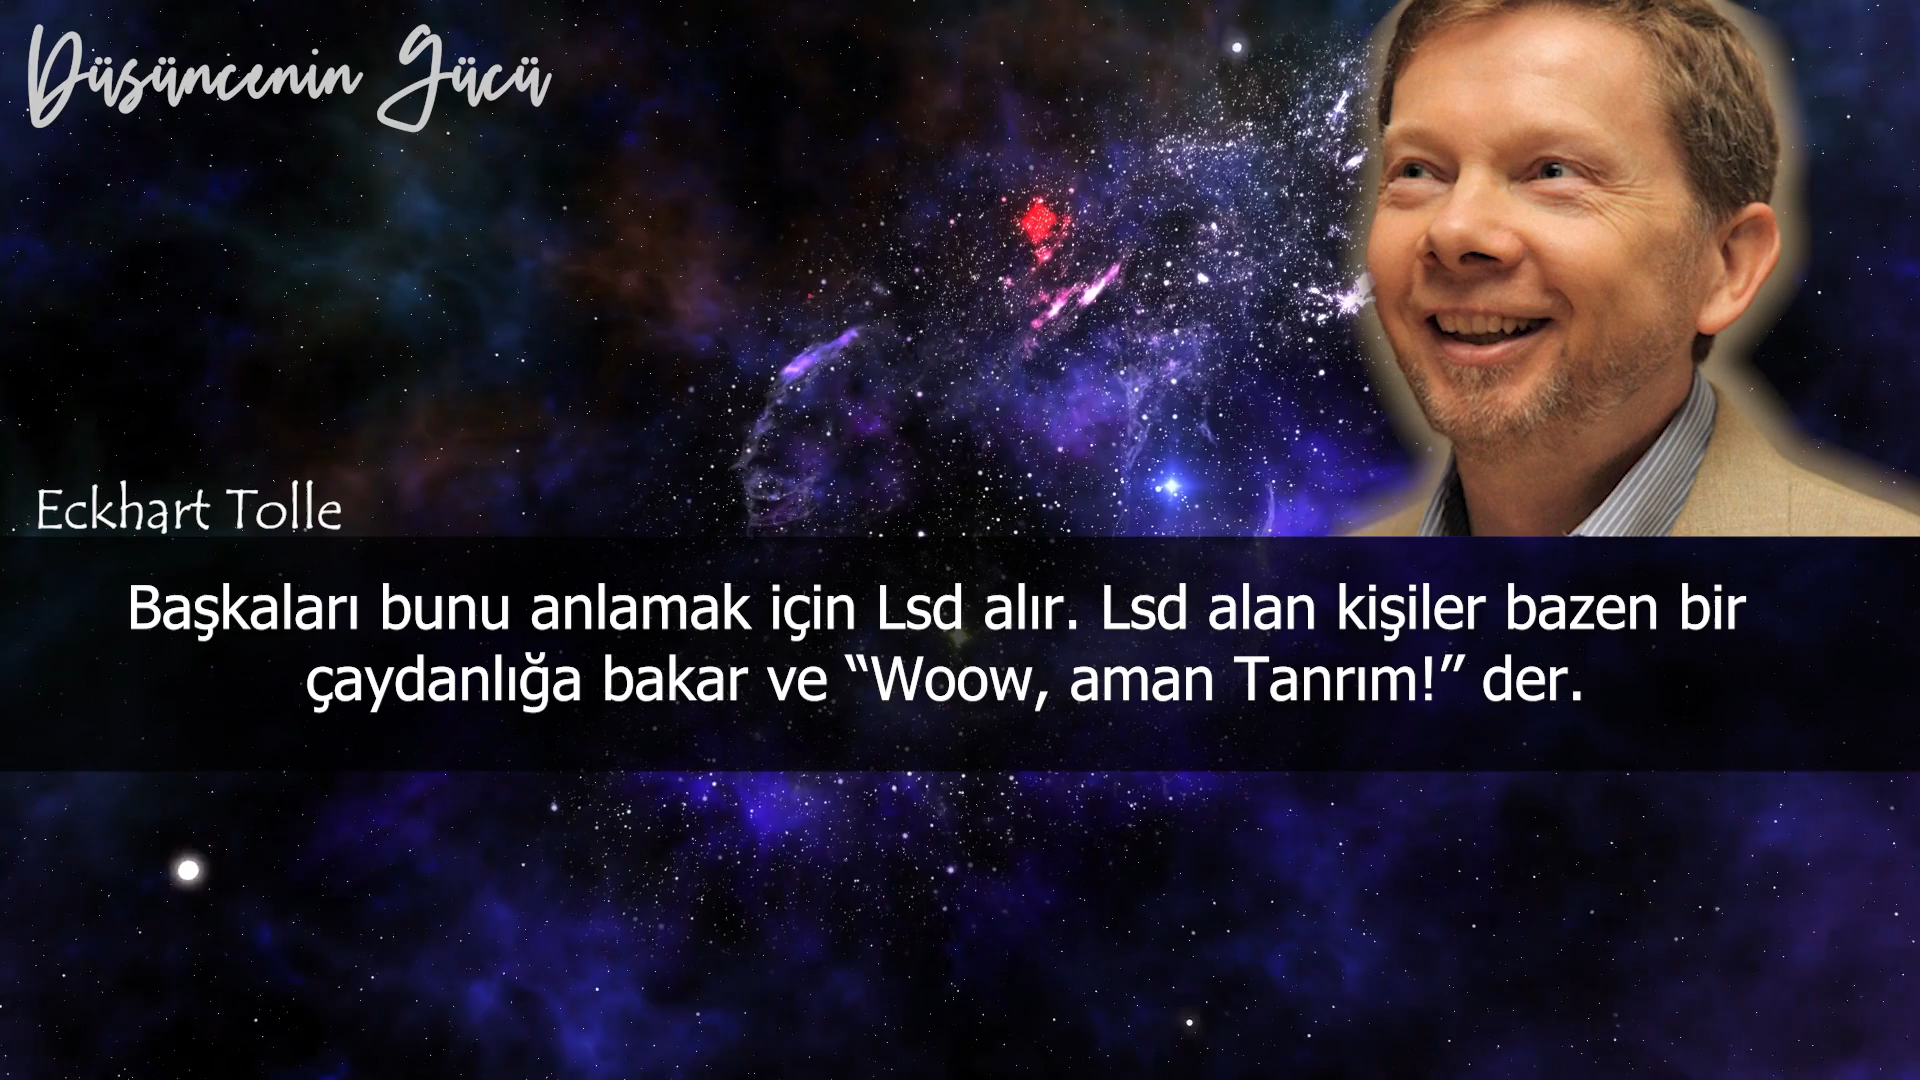 Düşüncenin Gücü
Eckhart Tolle
Başkaları bunu anlamak için Lsd alır. Lsd alan kişiler bazen bir
çaydanlığa bakar ve “Woow, aman Tanrım!” der.